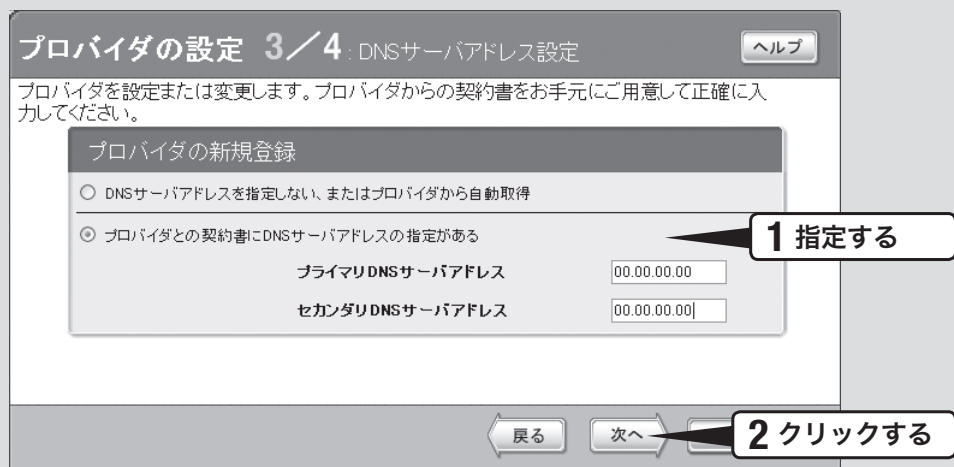 プロバイダの設定 3/4:DNSサーバアドレス設定
ヘルプ
プロバイダを設定または変更します。プロバイダからの契約書をお手元にご用意して正確に入
力してください。
プロバイダの新規登録
DNSサーバアドレスを指定しない、またはプロバイダから自動取得
プロバイダとの契約書にDNSサーバアドレスの指定がある
1 指定する
プライマリDNSサーバアドレス 00.00.00.00
セカンダリDNSサーバアドレス 00.00.00.00
戻る
次へ
2 クリックする